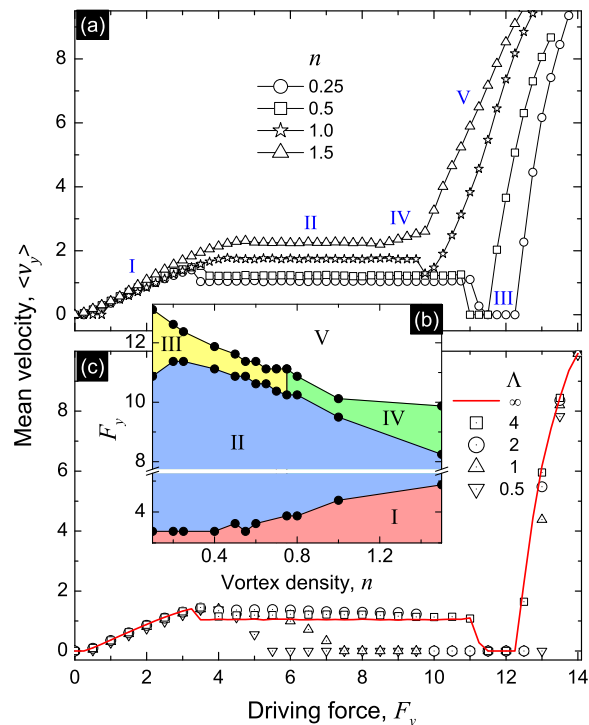 (a)
8
6
4
2
0
n
0.25
0.5
1.0
1.5
I
II
IV
V
III
Mean velocity, <v_y>
(b)
12
10
8
4
F_y
III
V
II
IV
I
0.4 0.8 1.2
Vortex density, n
(c)
8
6
4
2
0
Λ
∞
4
2
1
0.5
0 2 4 6 8 10 12 14
Driving force, F_y